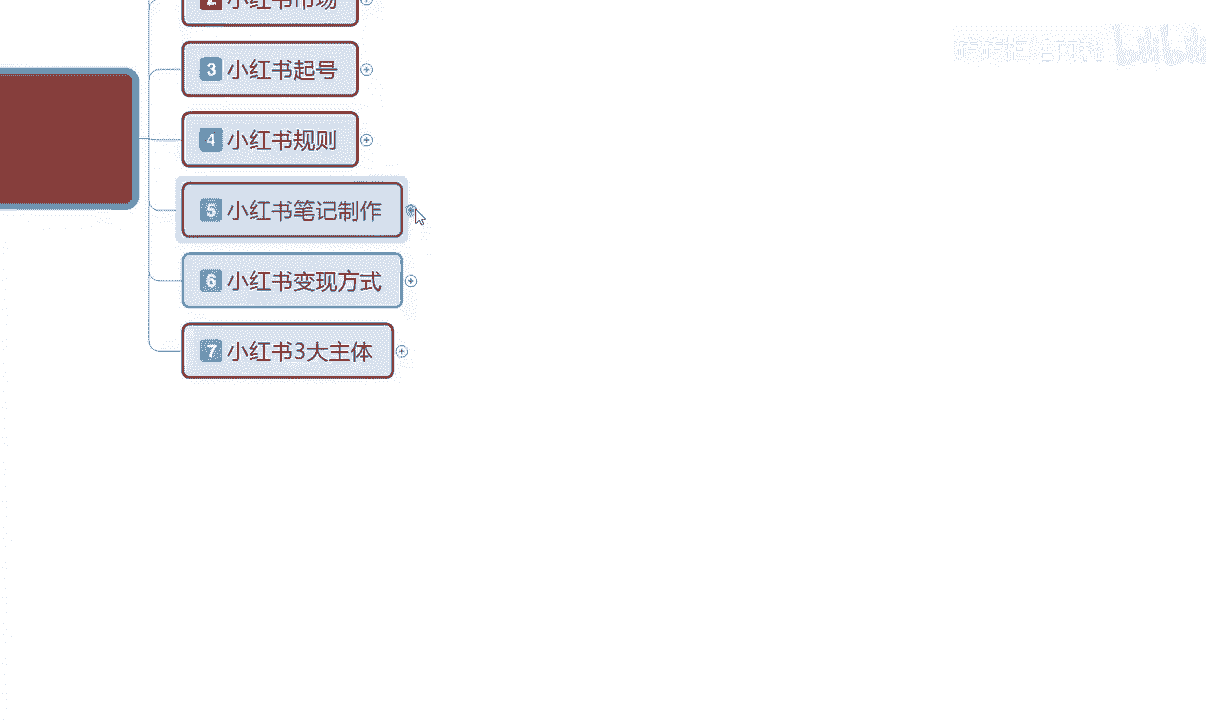 2 小红书市场
3 小红书起号
4 小红书规则
5 小红书笔记制作
6 小红书变现方式
7 小红书3大主体
bilibili